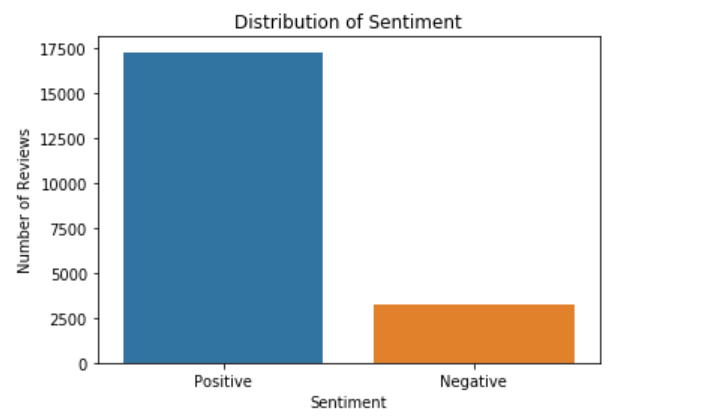 Distribution of Sentiment
17500
15000
12500
10000
7500
5000
2500
0
Number of Reviews
Positive
Negative
Sentiment